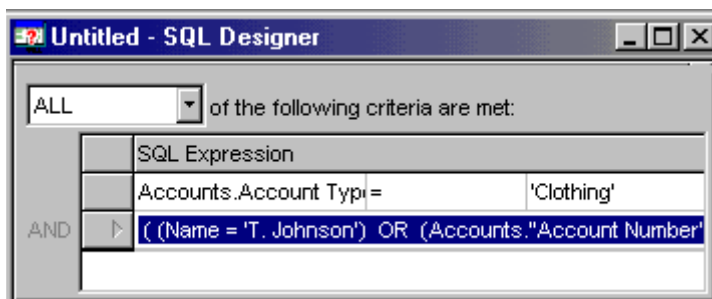 Untitled - SQL Designer
ALL of the following criteria are met:
SQL Expression
Accounts.Account Typ = 'Clothing'
AND ( (Name = 'T. Johnson') OR (Accounts."Account Number"